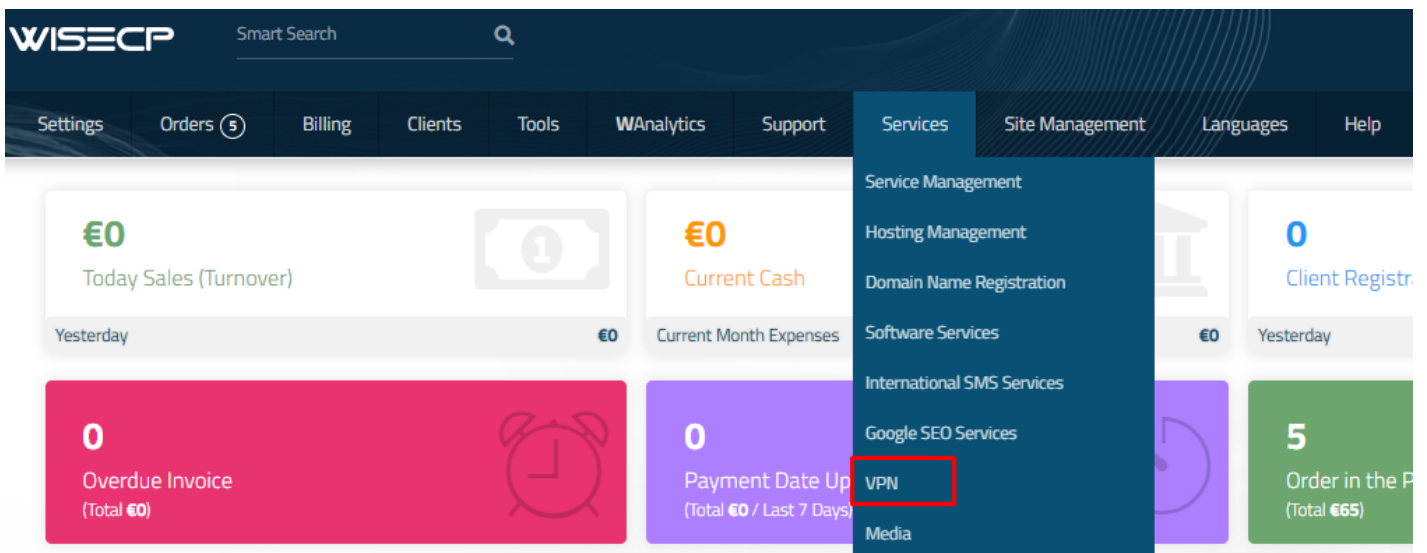 WISECP Smart Search
Settings Orders 5 Billing Clients Tools WAnalytics Support Services Site Management Languages Help
Service Management
Hosting Management
Domain Name Registration
Software Services
International SMS Services
Google SEO Services
VPN
Media
€0
Today Sales (Turnover)
Yesterday €0
€0
Current Cash
Current Month Expenses €0
0
Client Registr
Yesterday
0
Overdue Invoice
(Total €0)
0
Payment Date Up
(Total €0 / Last 7 Days)
5
Order in the P
(Total €65)